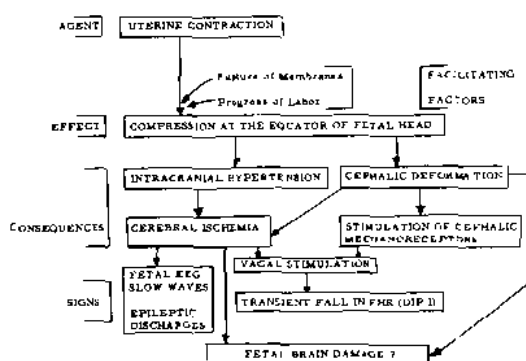 AGENT
UTERINE CONTRACTION
Rupture of Membranes
Progress of Labor
FACILITATING
FACTORS
EFFECT
COMPRESSION AT THE EQUATOR OF FETAL HEAD
INTRACRANIAL HYPERTENSION
CEPHALIC DEFORMATION
CONSEQUENCES
CEREBRAL ISCHEMIA
STIMULATION OF CEPHALIC
MECHANORECEPTORS
VAGAL STIMULATION
FETAL EEG
SLOW WAVES
SIGNS
TRANSIENT FALL IN FHR (DIP I)
EPILEPTIC
DISCHARGES
FETAL BRAIN DAMAGE ?